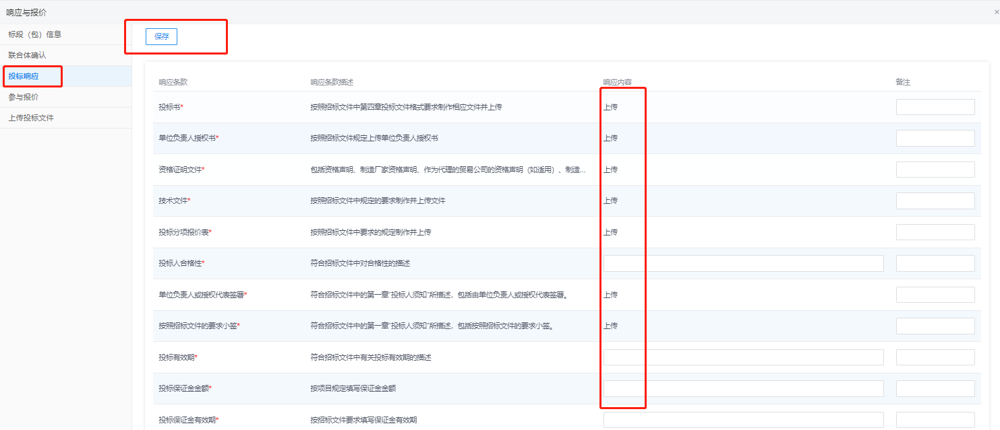 响应与报价
×
标段（包）信息
联合体确认
投标响应
参与报价
上传投标文件
保存
响应条款 响应条款描述 响应内容 备注
投标书* 按照招标文件中第四章投标文件格式要求制作相应文件并上传 上传
单位负责人授权书* 按照招标文件规定上传单位负责人授权书 上传
资格证明文件* 包括资格声明、制造厂家资格声明、作为代理的贸易公司的资格声明（如适用）、制造... 上传
技术文件* 按照招标文件中规定的要求制作并上传文件 上传
投标分项报价表* 按照招标文件中要求的规定制作并上传 上传
投标人合格性* 符合招标文件中对合格性的描述
单位负责人或授权代表签署* 符合招标文件中的第一章"投标人须知"所描述，包括由单位负责人或授权代表签署。 上传
按照招标文件的要求小签* 符合招标文件中的第一章"投标人须知"所描述，包括按照招标文件的要求小签。 上传
投标有效期* 符合招标文件中有关投标有效期的描述
投标保证金金额* 按项目规定填写保证金金额
投标保证金有效期* 按招标文件要求填写保证金有效期